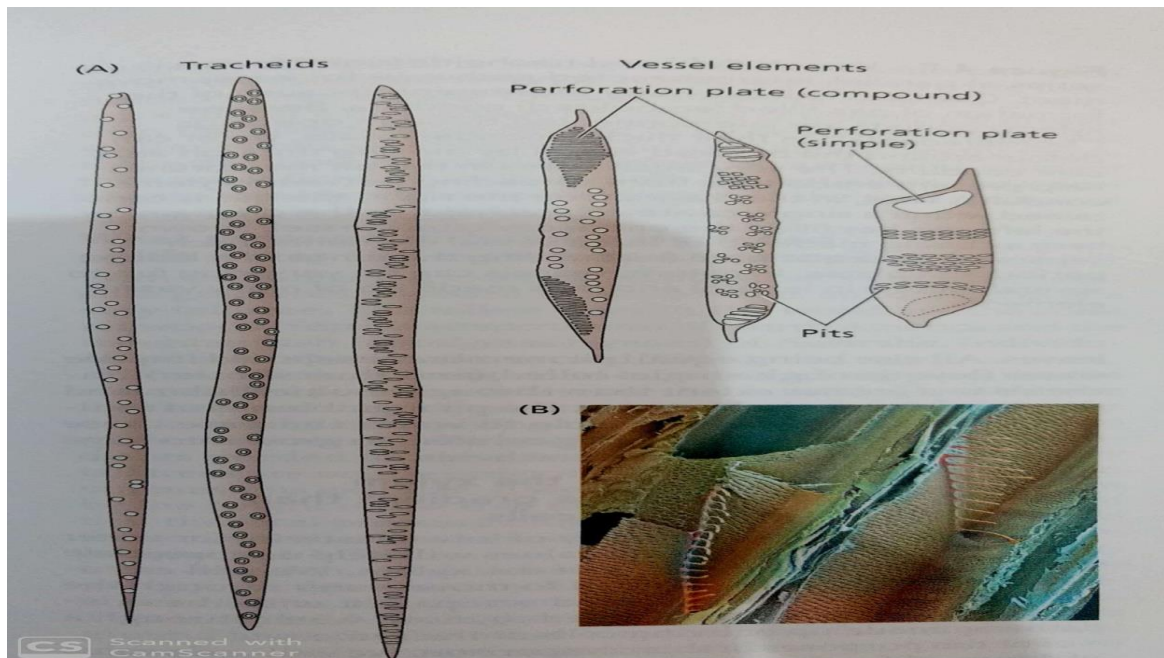 (A)
Tracheids
Vessel elements
Perforation plate (compound)
Perforation plate
(simple)
Pits
(B)
CS Scanned with
CamScanner